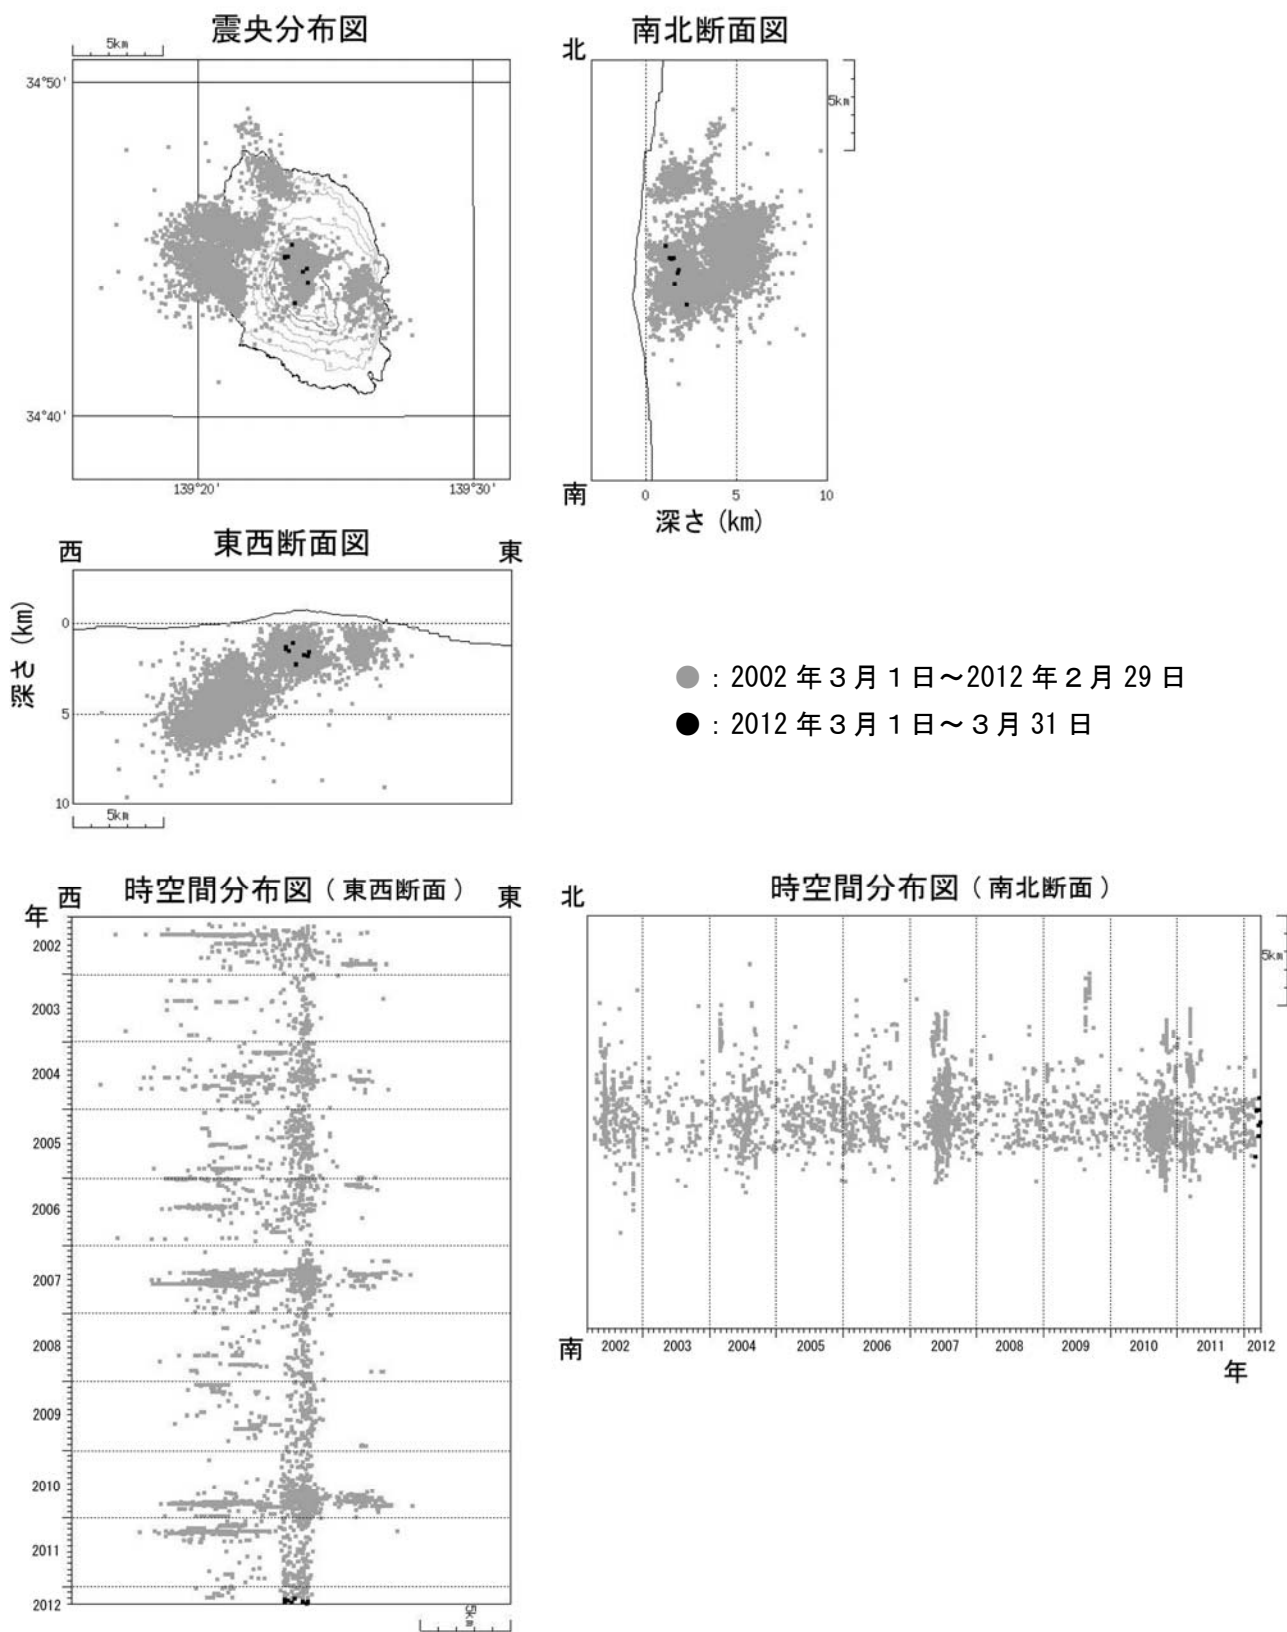 震央分布図
5km
34°50'
34°40'
139°20'
139°30'
南北断面図
北
5km
南
0 5 10
深さ (km)
東西断面図
西 東
深さ (km)
0
5
10
5km
● : 2002 年 3 月 1 日~2012 年 2 月 29 日
● : 2012 年 3 月 1 日~ 3 月 31 日
時空間分布図 ( 東西断面 )
西 東
年
2002
2003
2004
2005
2006
2007
2008
2009
2010
2011
2012
5km
時空間分布図 ( 南北断面 )
北
5km
南
2002 2003 2004 2005 2006 2007 2008 2009 2010 2011 2012
年